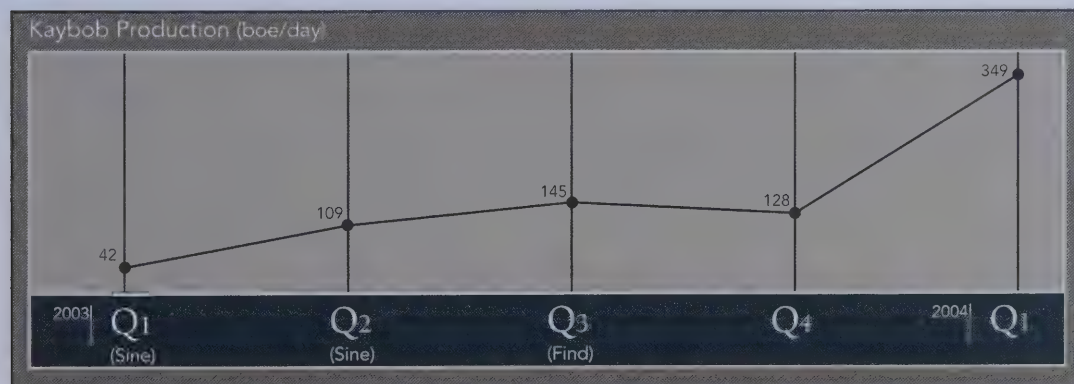 Kaybob Production (boe/day)
349
145
128
109
42
2003 Q1 Q2 Q3 Q4 2004 Q1
(Sine) (Sine) (Find)